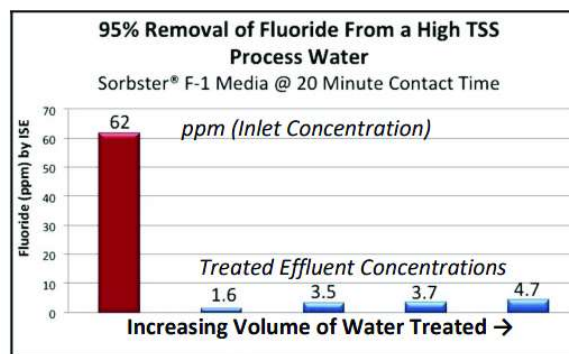 95% Removal of Fluoride From a High TSS
Process Water
Sorbster® F-1 Media @ 20 Minute Contact Time
Fluoride (ppm) by ISE
70
60
50
40
30
20
10
0
62
ppm (Inlet Concentration)
Treated Effluent Concentrations
1.6
3.5
3.7
4.7
Increasing Volume of Water Treated →